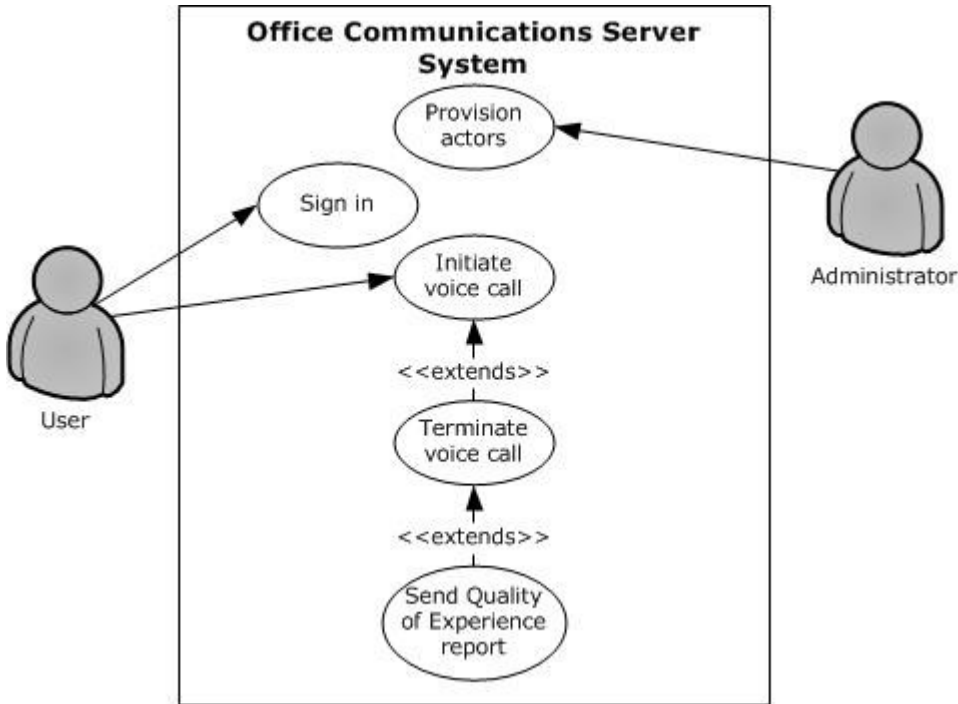 Office Communications Server
System
Provision
actors
Sign in
Initiate
voice call
Administrator
<<extends>>
User
Terminate
voice call
<<extends>>
Send Quality
of Experience
report